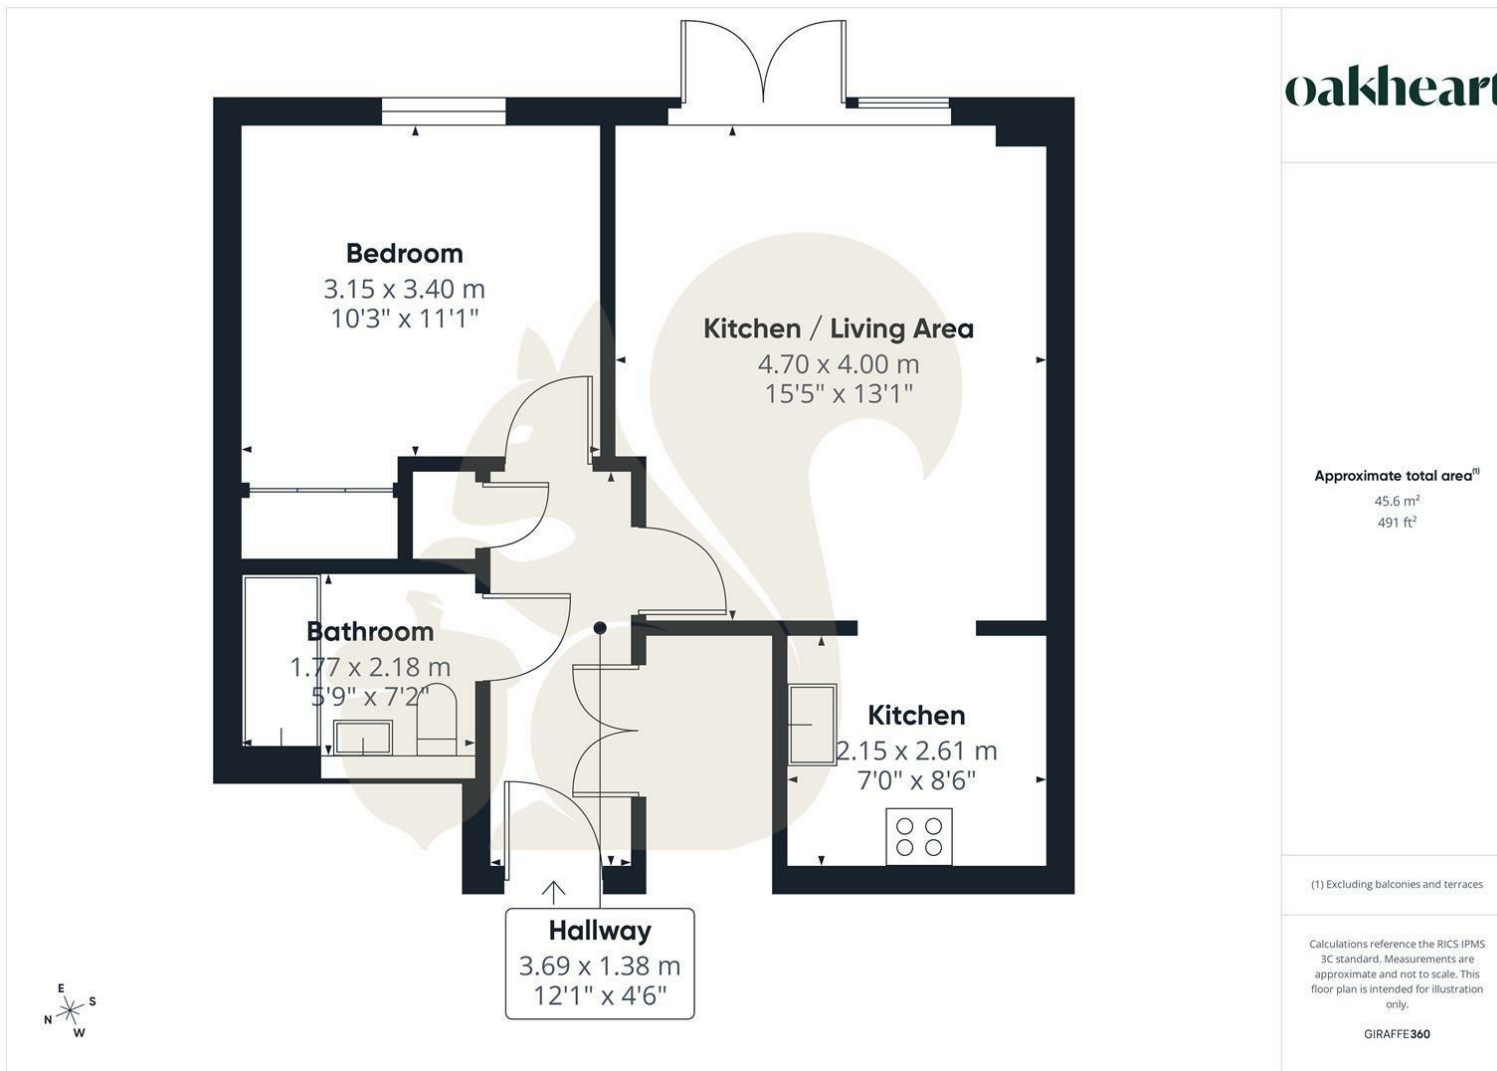 oakheart
Bedroom
3.15 x 3.40 m
10'3" x 11'1"
Kitchen / Living Area
4.70 x 4.00 m
15'5" x 13'1"
Bathroom
1.77 x 2.18 m
5'9" x 7'2"
Kitchen
2.15 x 2.61 m
7'0" x 8'6"
Hallway
3.69 x 1.38 m
12'1" x 4'6"
E
S
N
W
Approximate total area(1)
45.6 m²
491 ft²
(1) Excluding balconies and terraces
Calculations reference the RICS IPMS
3C standard. Measurements are
approximate and not to scale. This
floor plan is intended for illustration
only.
GIRAFFE360